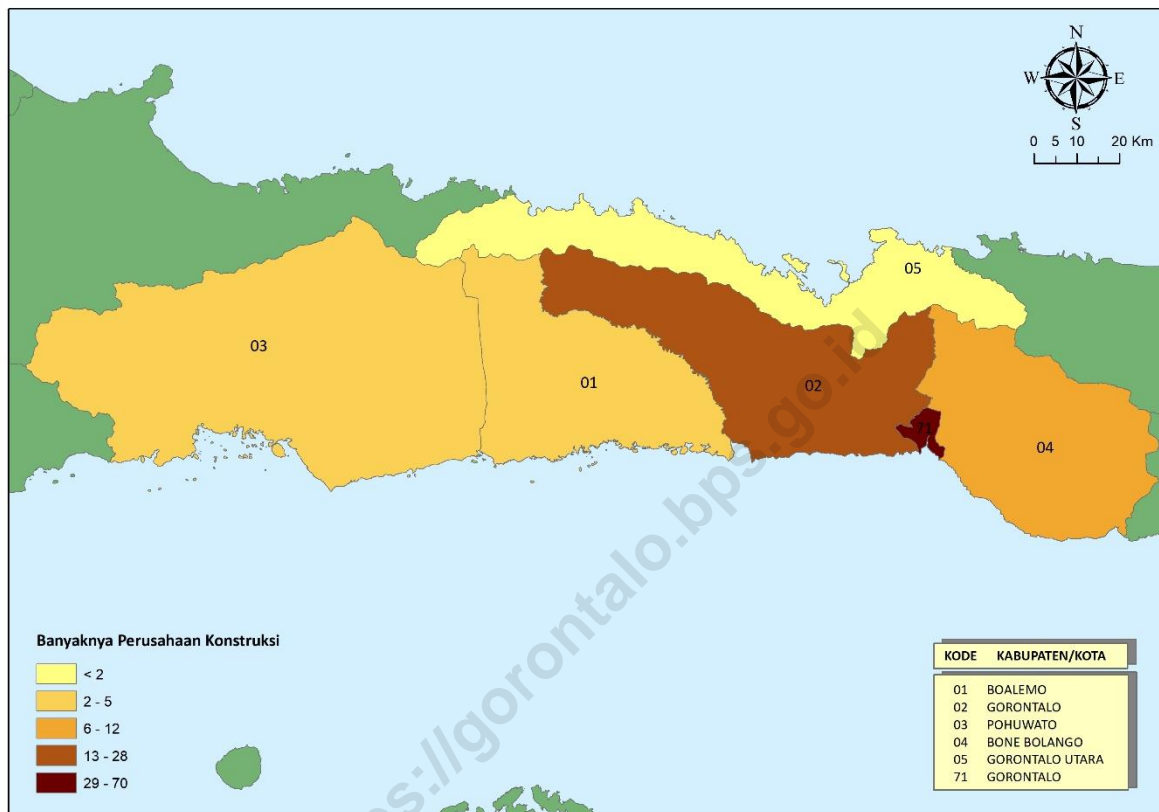 N
W E
S
0 5 10 20 Km
05
03
01
02
71
04
https://gorontalo.bps.go.id
Banyaknya Perusahaan Konstruksi
< 2
2 - 5
6 - 12
13 - 28
29 - 70
KODE KABUPATEN/KOTA
01 BOALEMO
02 GORONTALO
03 POHUWATO
04 BONE BOLANGO
05 GORONTALO UTARA
71 GORONTALO